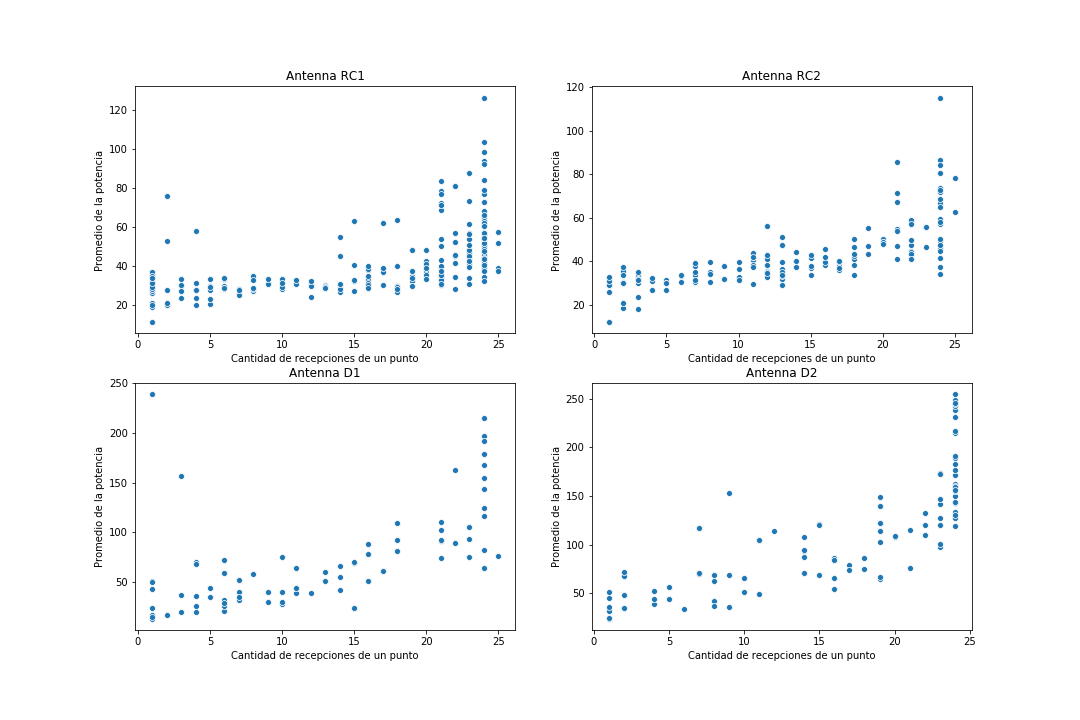 Antenna RC1
120
100
80
60
40
20
Promedio de la potencia
0 5 10 15 20 25
Cantidad de recepciones de un punto
Antenna RC2
120
100
80
60
40
20
Promedio de la potencia
0 5 10 15 20 25
Cantidad de recepciones de un punto
Antenna D1
250
200
150
100
50
Promedio de la potencia
0 5 10 15 20 25
Cantidad de recepciones de un punto
Antenna D2
250
200
150
100
50
Promedio de la potencia
0 5 10 15 20 25
Cantidad de recepciones de un punto